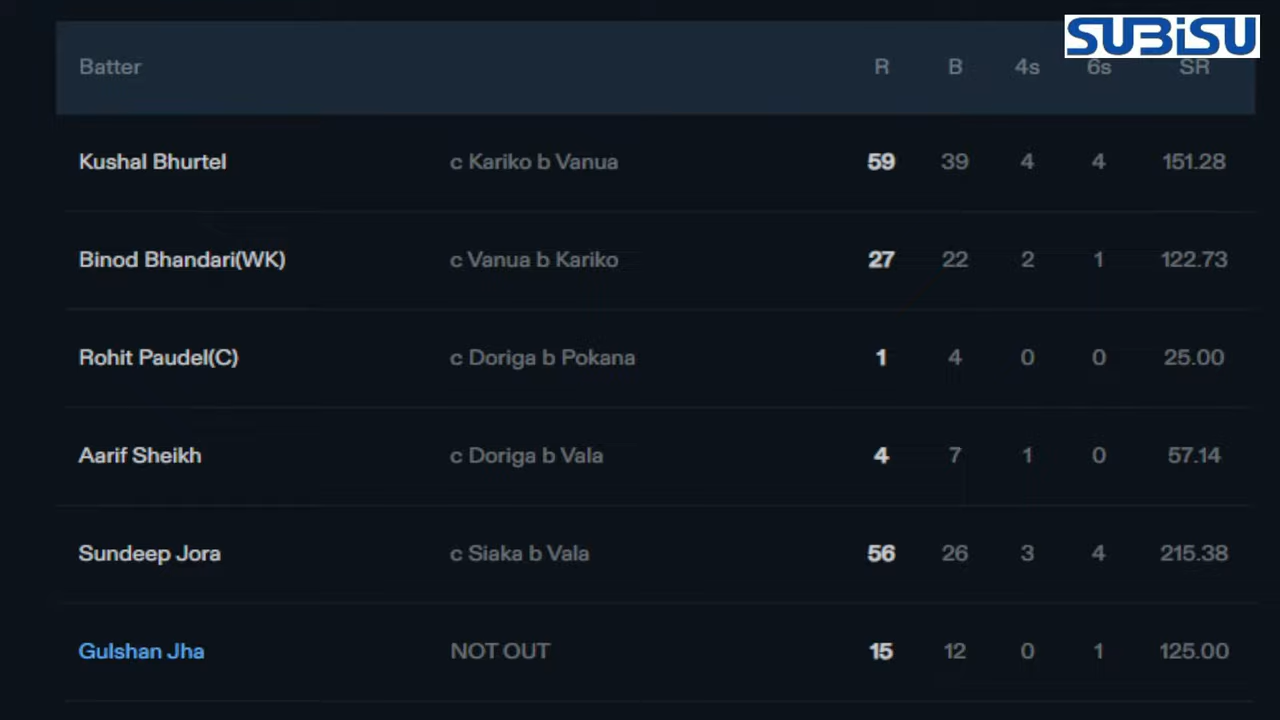 SUBISU
Batter R B 4s 6s SR
Kushal Bhurtel c Kariko b Vanua 59 39 4 4 151.28
Binod Bhandari(WK) c Vanua b Kariko 27 22 2 1 122.73
Rohit Paudel(C) c Doriga b Pokana 1 4 0 0 25.00
Aarif Sheikh c Doriga b Vala 4 7 1 0 57.14
Sundeep Jora c Siaka b Vala 56 26 3 4 215.38
Gulshan Jha NOT OUT 15 12 0 1 125.00